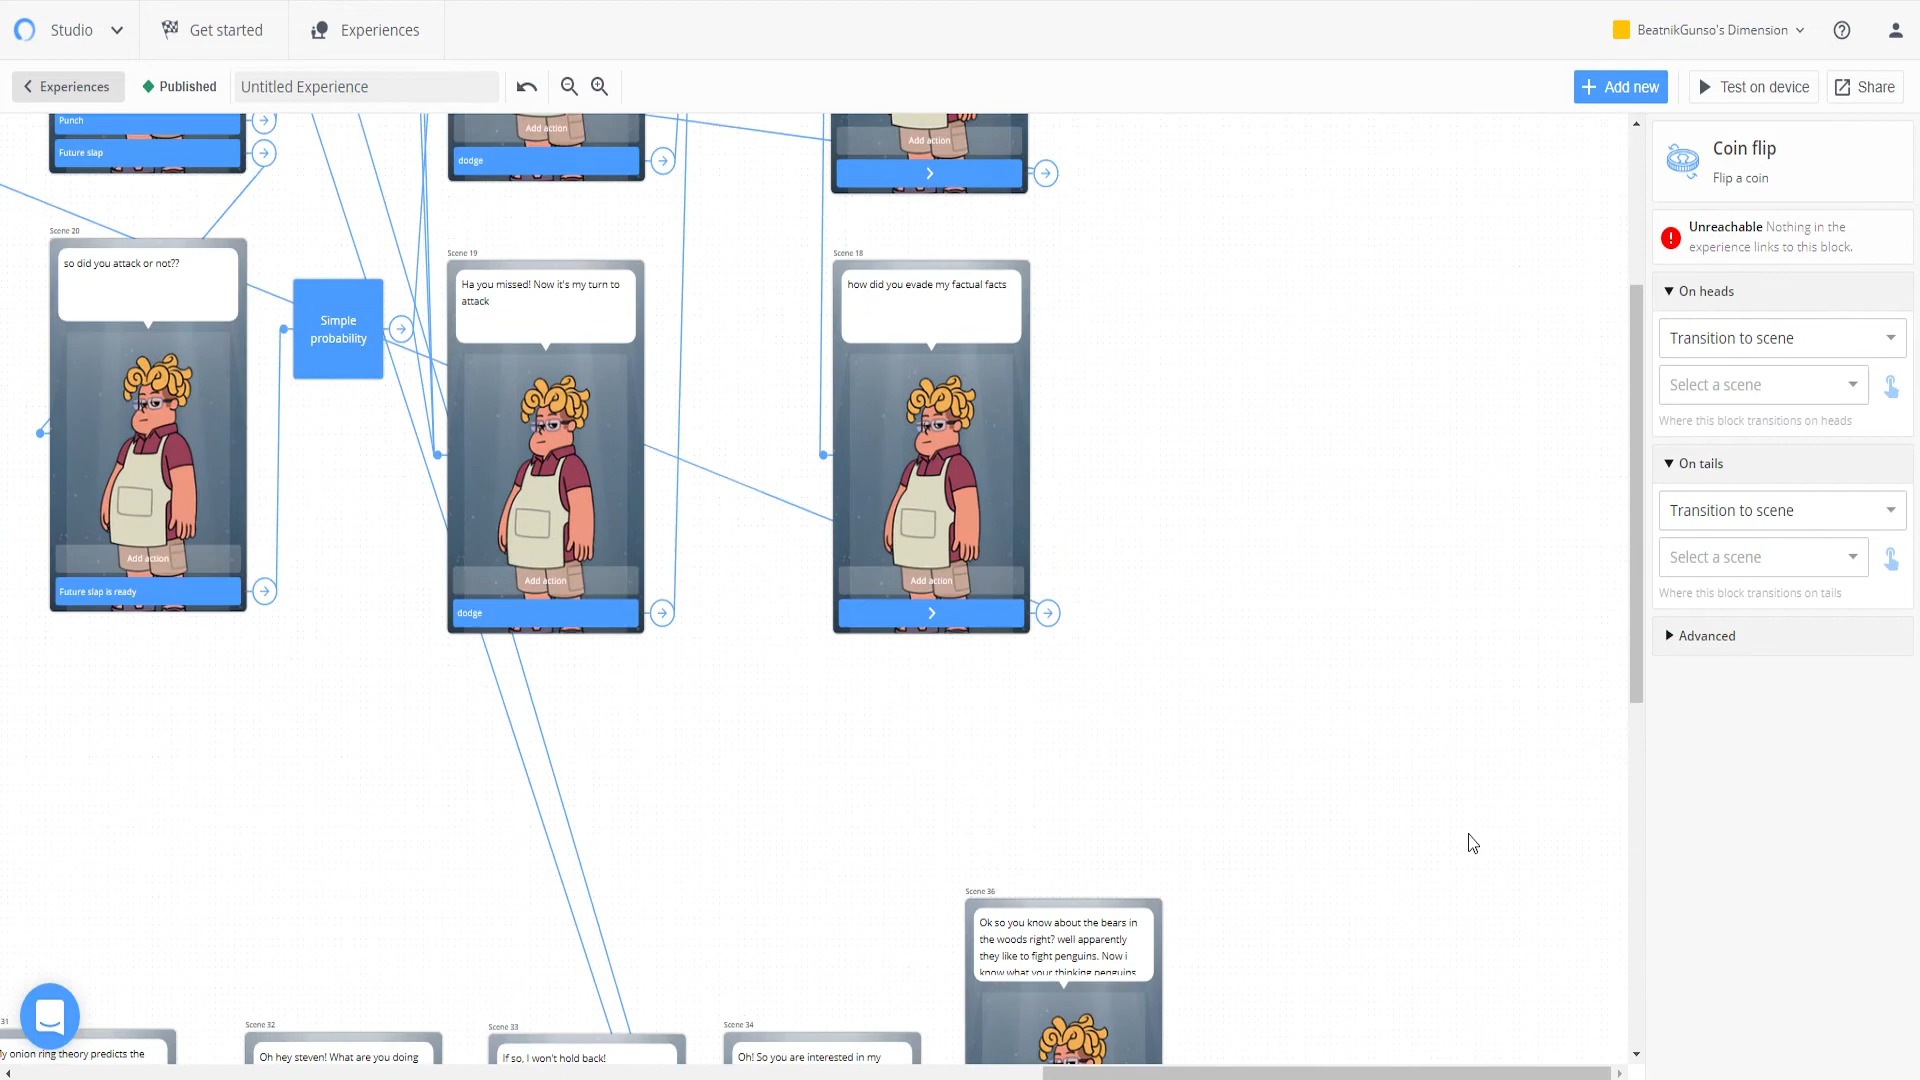 Studio
Get started
Experiences
BeatnikGunso's Dimension
Experiences
Published
Untitled Experience
Add new
Test on device
Share
Punch
Future slap
Add action
dodge
Add action
Scene 20
so did you attack or not??
Add action
Future slap is ready
Simple
probability
Scene 19
Ha you missed! Now it's my turn to
attack
Add action
dodge
Scene 18
how did you evade my factual facts
Add action
Scene 36
Ok so you know about the bears in
the woods right? well apparently
they like to fight penguins. Now i
know what your thinking penguins
31
y onion ring theory predicts the
Scene 32
Oh hey steven! What are you doing
Scene 33
If so, I won't hold back!
Scene 34
Oh! So you are interested in my
Coin flip
Flip a coin
Unreachable Nothing in the
experience links to this block.
On heads
Transition to scene
Select a scene
Where this block transitions on heads
On tails
Transition to scene
Select a scene
Where this block transitions on tails
Advanced